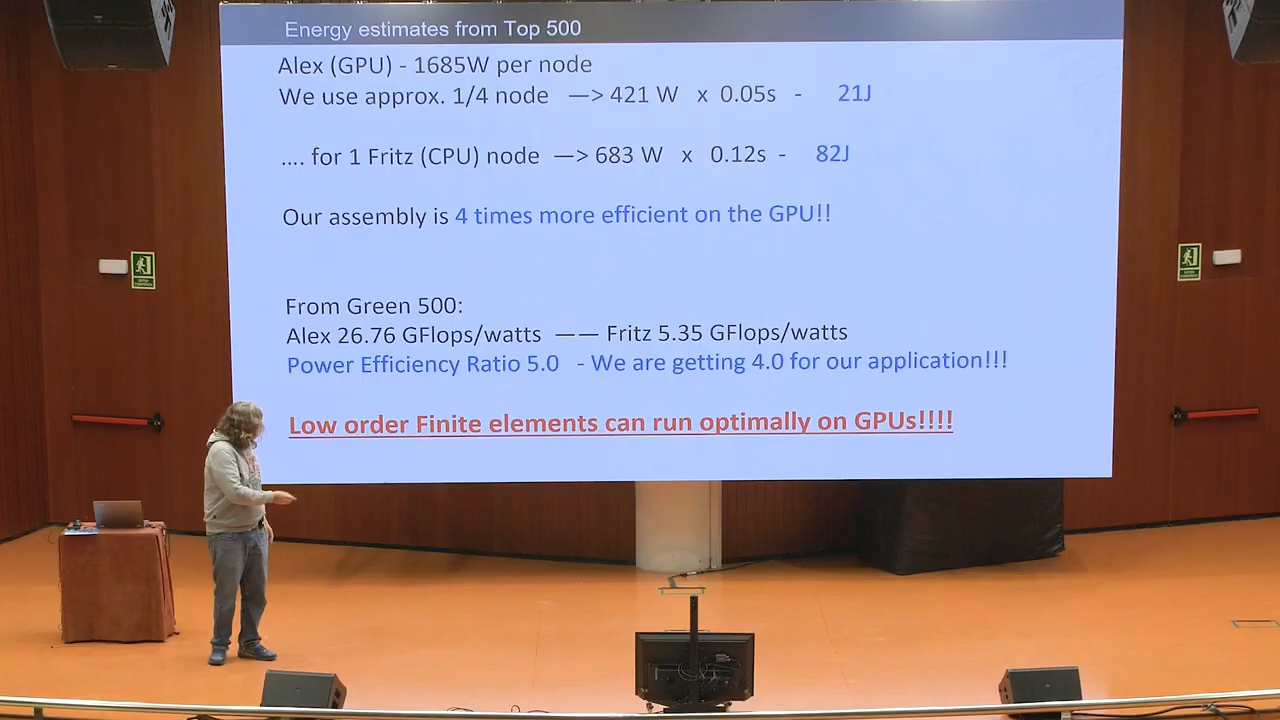 Energy estimates from Top 500
Alex (GPU) - 1685W per node
We use approx. 1/4 node —> 421 W x 0.05s - 21J
.... for 1 Fritz (CPU) node —> 683 W x 0.12s - 82J
Our assembly is 4 times more efficient on the GPU!!
From Green 500:
Alex 26.76 GFlops/watts —— Fritz 5.35 GFlops/watts
Power Efficiency Ratio 5.0 - We are getting 4.0 for our application!!!
Low order Finite elements can run optimally on GPUs!!!!